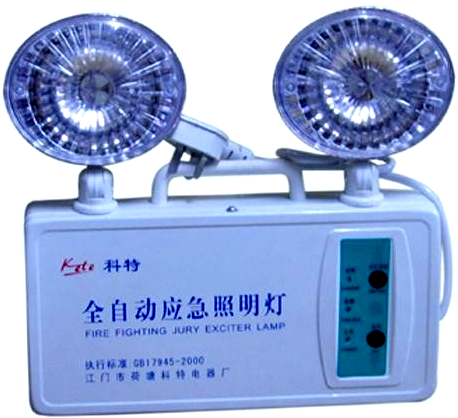 Kete 科特
全自动应急照明灯
FIRE FIGHTING JURY EXCITER LAMP
执行标准:GB17945-2000
江门市荷塘科特电器厂